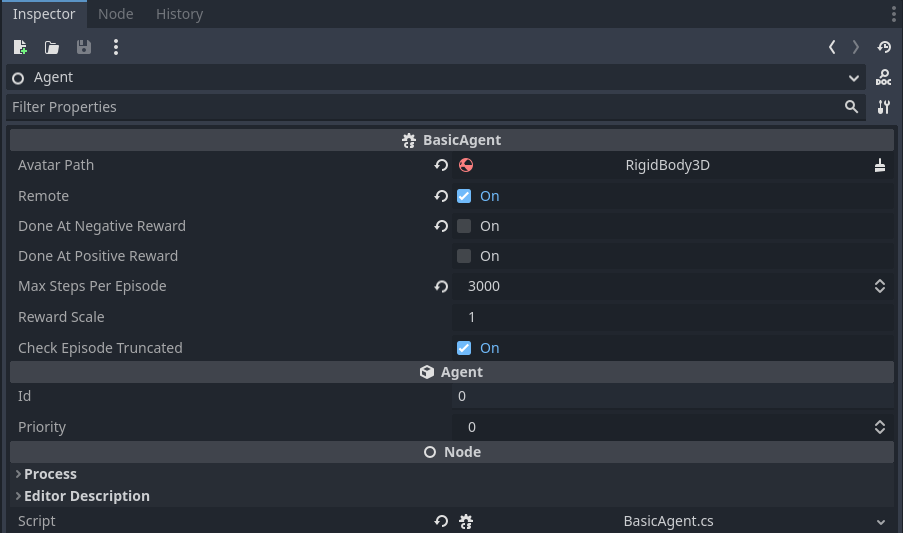 Inspector Node History
Agent
DOC
Filter Properties
BasicAgent
Avatar Path RigidBody3D
Remote On
Done At Negative Reward On
Done At Positive Reward On
Max Steps Per Episode 3000
Reward Scale 1
Check Episode Truncated On
Agent
Id 0
Priority 0
Node
Process
Editor Description
Script BasicAgent.cs